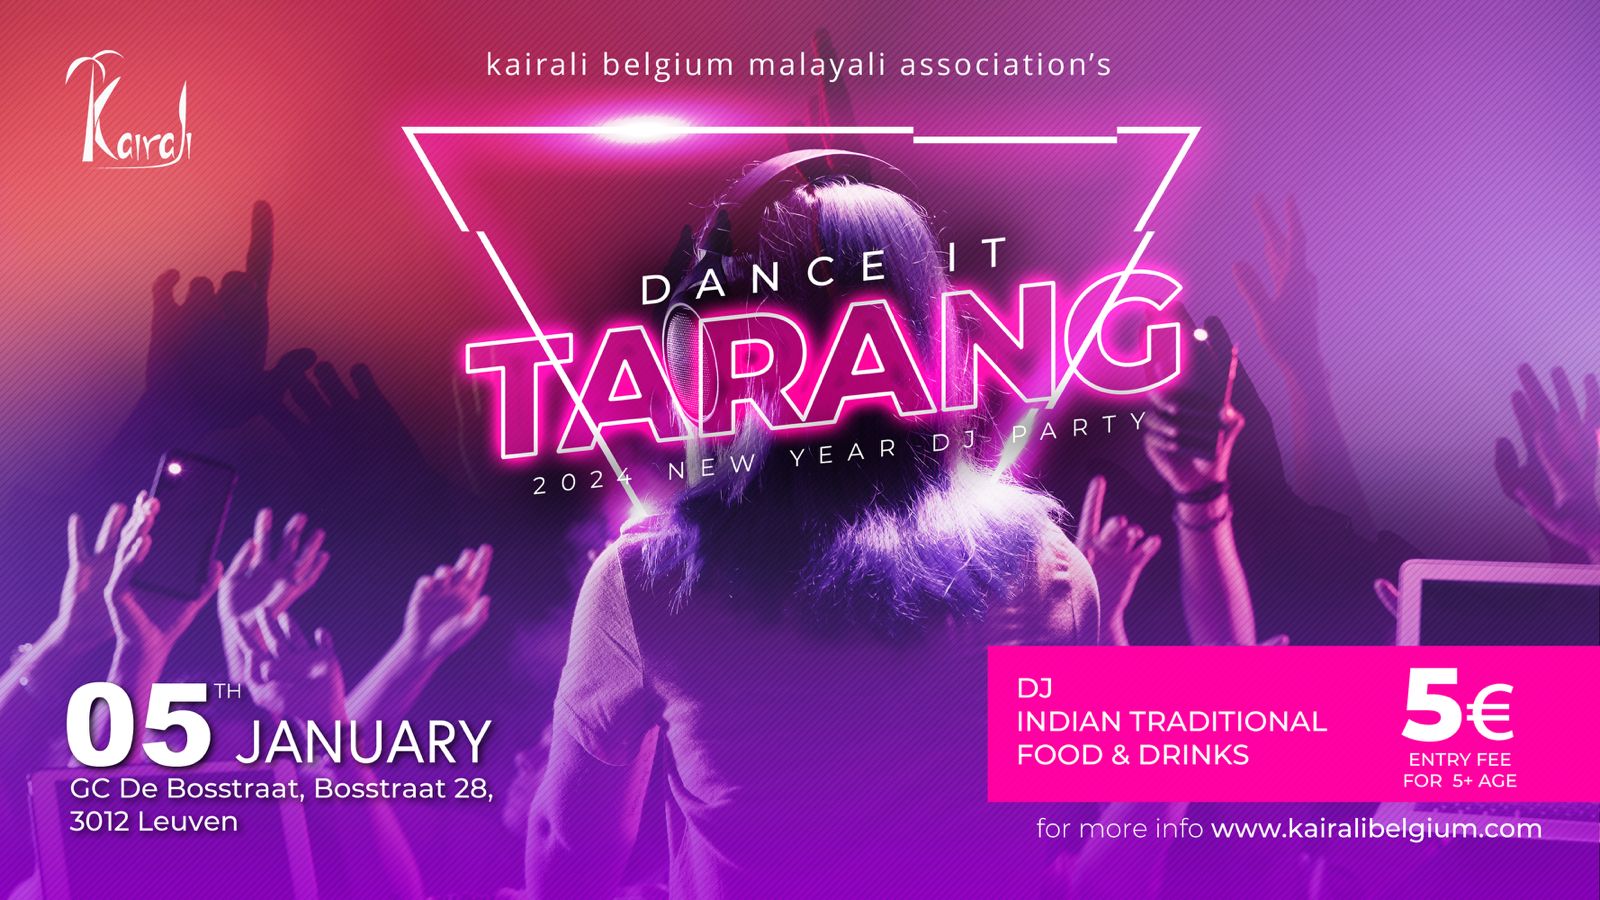 Kairali
kairali belgium malayali association's
DANCE IT
TARANG
2024 NEW YEAR DJ PARTY
05TH JANUARY
GC De Bosstraat, Bosstraat 28,
3012 Leuven
DJ
INDIAN TRADITIONAL
FOOD & DRINKS
5€
ENTRY FEE
FOR 5+ AGE
for more info www.kairalibelgium.com